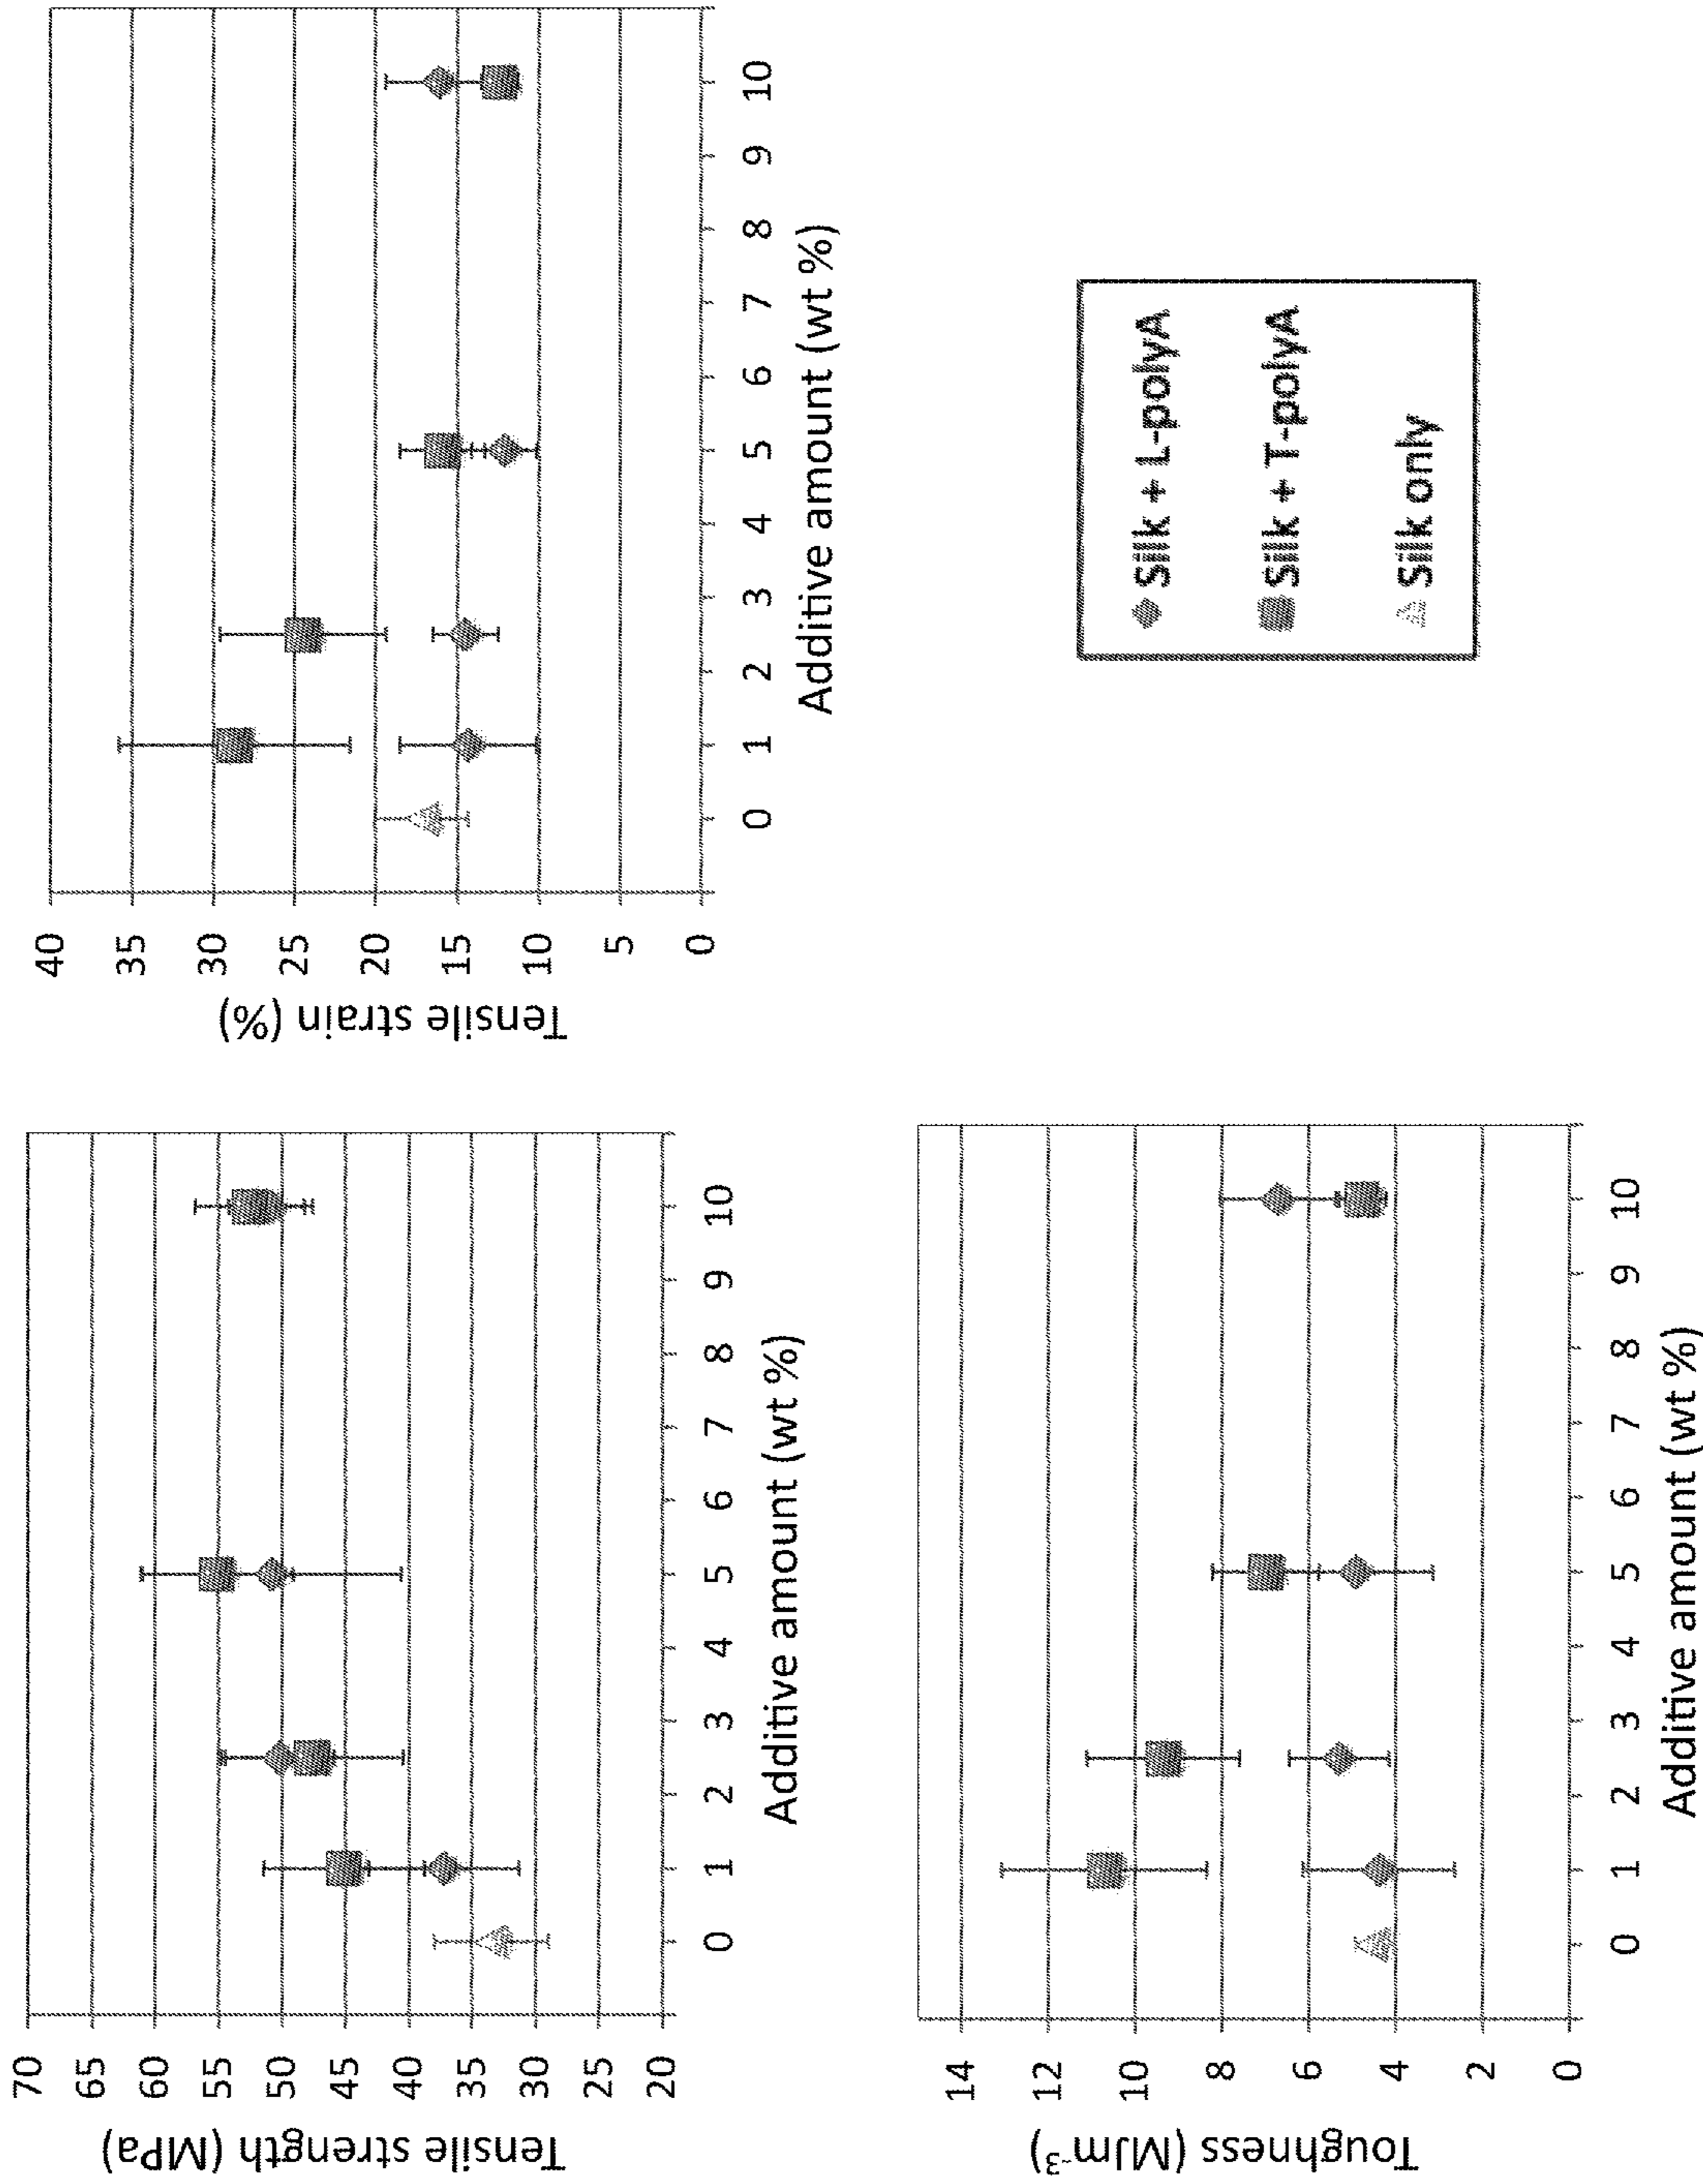 70
65
60
55
50
45
40
35
30
25
20
Tensile strength (MPa)
0 1 2 3 4 5 6 7 8 9 10
Additive amount (wt %)
40
35
30
25
20
15
10
5
0
Tensile strain (%)
0 1 2 3 4 5 6 7 8 9 10
Additive amount (wt %)
14
12
10
8
6
4
2
0
Toughness (MJm⁻³)
0 1 2 3 4 5 6 7 8 9 10
Additive amount (wt %)
Silk + L-polyA
Silk + T-polyA
Silk only